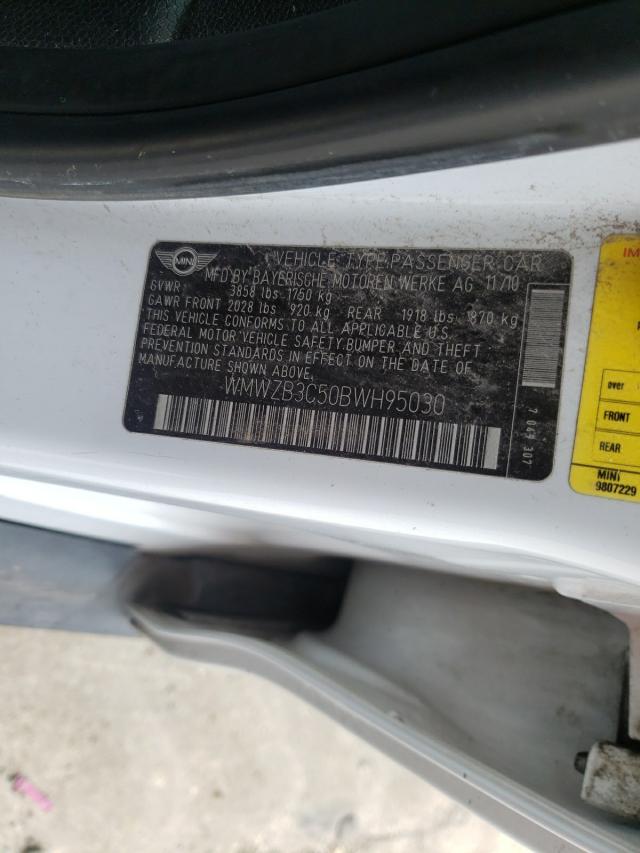 MINI
VEHICLE TYPE:PASSENGER CAR
MFD BY BAYERISCHE MOTOREN WERKE AG 11/10
GVWR: 3858 lbs 1750 kg
GAWR FRONT 2028 lbs 920 kg REAR 1918 lbs 870 kg
THIS VEHICLE CONFORMS TO ALL APPLICABLE U.S.
FEDERAL MOTOR VEHICLE SAFETY,BUMPER AND THEFT
PREVENTION STANDARDS IN EFFECT ON THE DATE OF
MANUFACTURE SHOWN ABOVE.
WMWZB3C50BWH95030
7 044 307
IM
over
FRONT
REAR
MINI
9807229